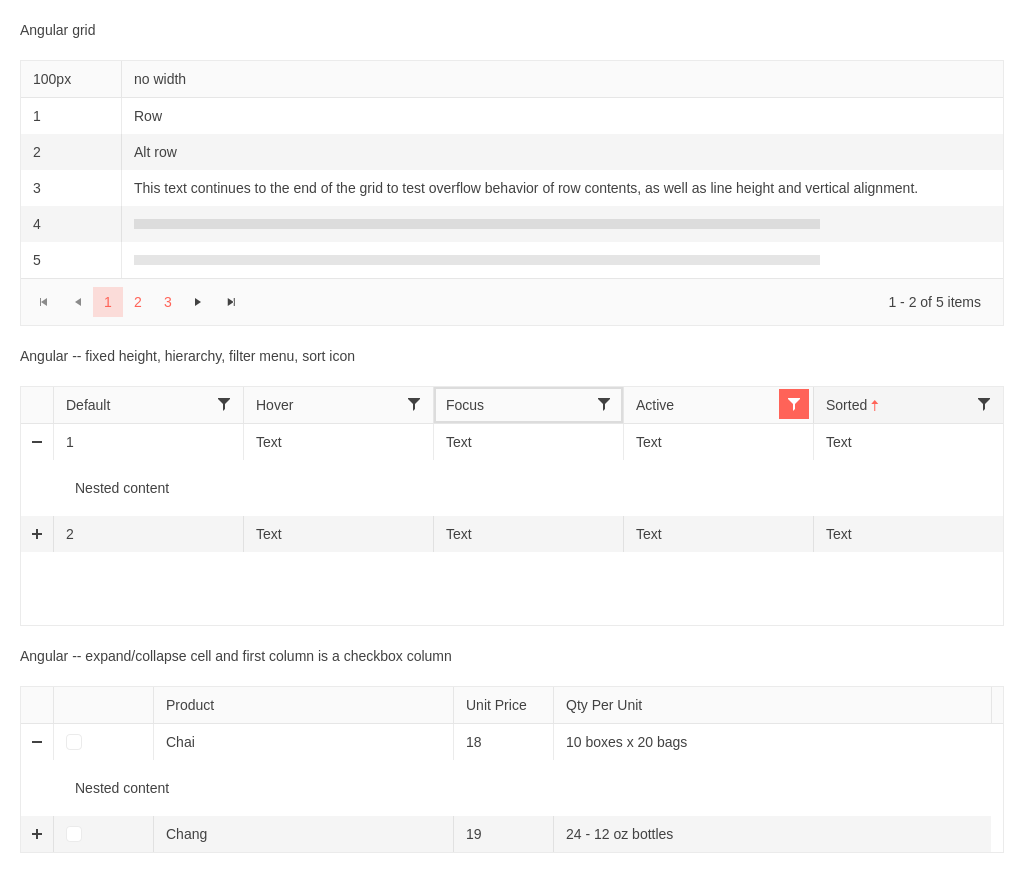 Angular grid
100px no width
1 Row
2 Alt row
3 This text continues to the end of the grid to test overflow behavior of row contents, as well as line height and vertical alignment.
4
5
1 2 3 1 - 2 of 5 items
Angular -- fixed height, hierarchy, filter menu, sort icon
Default Hover Focus Active Sorted
1 Text Text Text Text
Nested content
2 Text Text Text Text
Angular -- expand/collapse cell and first column is a checkbox column
Product Unit Price Qty Per Unit
Chai 18 10 boxes x 20 bags
Nested content
Chang 19 24 - 12 oz bottles